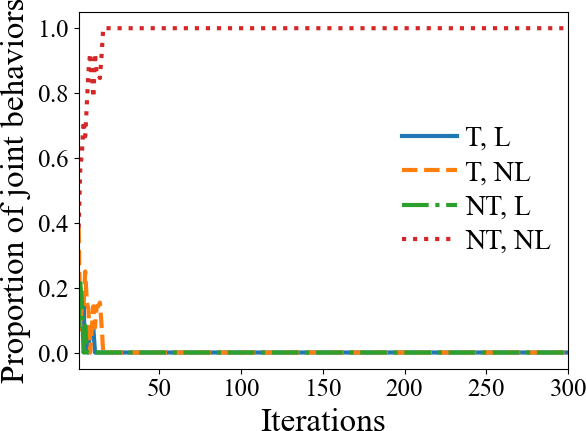 Proportion of joint behaviors
1.0
0.8
0.6
0.4
0.2
0.0
T, L
T, NL
NT, L
NT, NL
50 100 150 200 250 300
Iterations